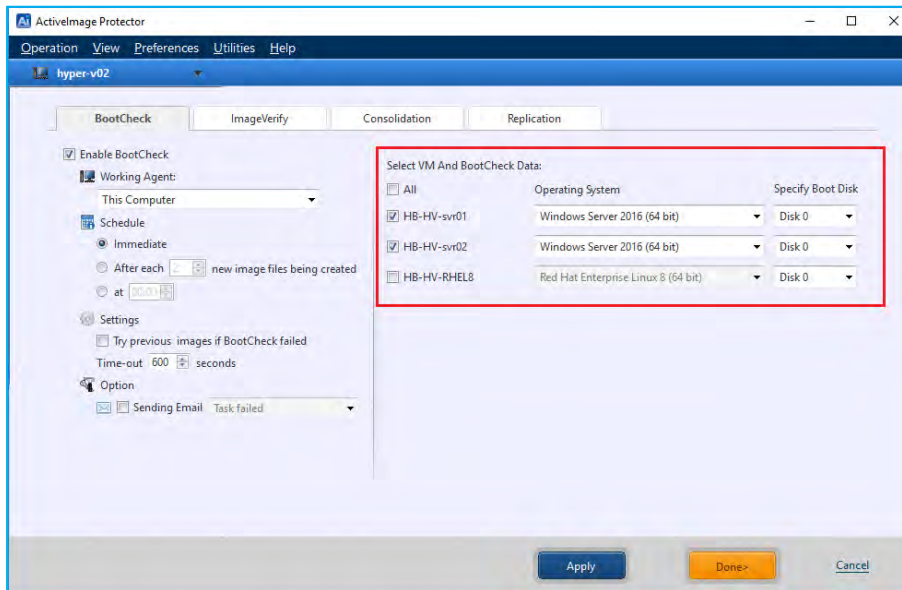 Ai ActiveImage Protector
Operation View Preferences Utilities Help
hyper-v02
BootCheck ImageVerify Consolidation Replication
Enable BootCheck
Working Agent:
This Computer
Schedule
Immediate
After each 2 new image files being created
at 00:00
Settings
Try previous images if BootCheck failed
Time-out 600 seconds
Option
Sending Email Task failed
Select VM And BootCheck Data:
All Operating System Specify Boot Disk
HB-HV-svr01 Windows Server 2016 (64 bit) Disk 0
HB-HV-svr02 Windows Server 2016 (64 bit) Disk 0
HB-HV-RHEL8 Red Hat Enterprise Linux 8 (64 bit) Disk 0
Apply Done> Cancel